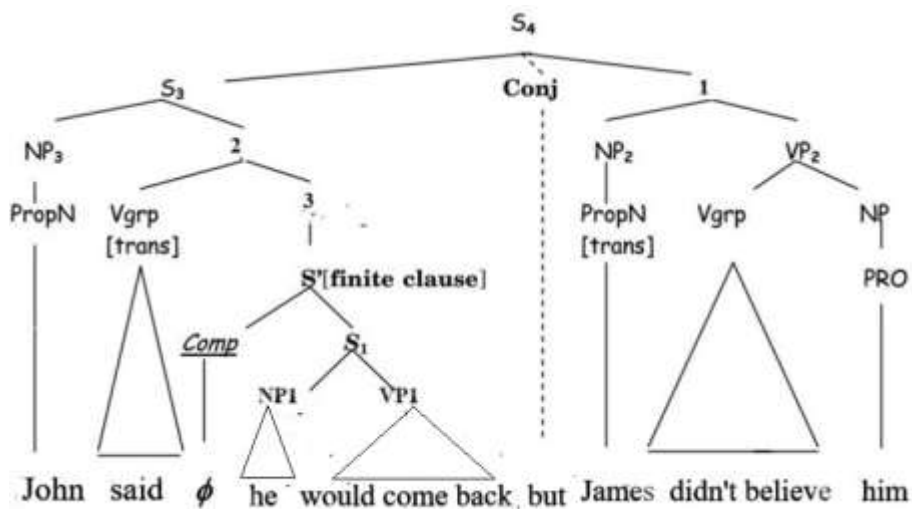 S₄
S₃ Conj 1
NP₃ 2 NP₂ VP₂
PropN Vgrp 3 PropN Vgrp NP
[trans] [trans]
S'[finite clause] PRO
Comp S₁
NP1 VP1
John said ϕ he would come back but James didn't believe him